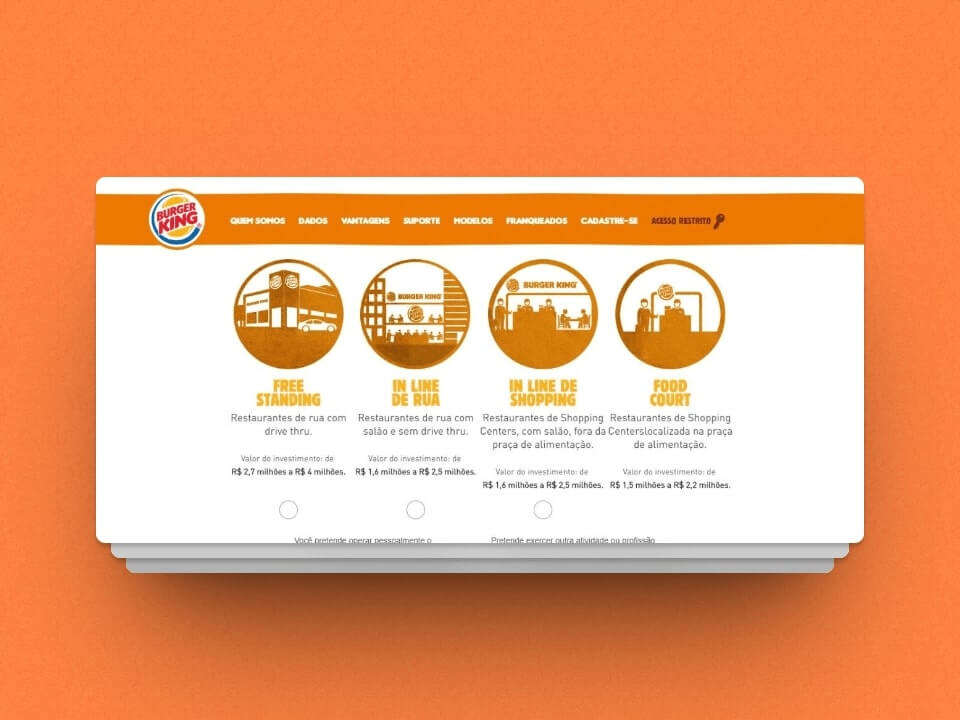 BURGER
KING
QUEM SOMOS DADOS VANTAGENS SUPORTE MODELOS FRANQUEADOS CADASTRE-SE ACESSO RESTRITO
BURGER KING
BURGER KING
BURGER KING
FREE
STANDING
Restaurantes de rua com
drive thru.
Valor do investimento: de
R$ 2,7 milhões a R$ 4 milhões.
IN LINE
DE RUA
Restaurantes de rua com
salão e sem drive thru.
Valor do investimento: de
R$ 1,6 milhões a R$ 2,5 milhões.
IN LINE DE
SHOPPING
Restaurantes de Shopping
Centers, com salão, fora da
praça de alimentação.
Valor do investimento: de
R$ 1,6 milhões a R$ 2,5 milhões.
FOOD
COURT
Restaurantes de Shopping
Centerslocalizada na praça
de alimentação.
Valor do investimento: de
R$ 1,5 milhões a R$ 2,2 milhões.
Você pretende operar pessoalmente o
Pretende exercer outra atividade ou profissão